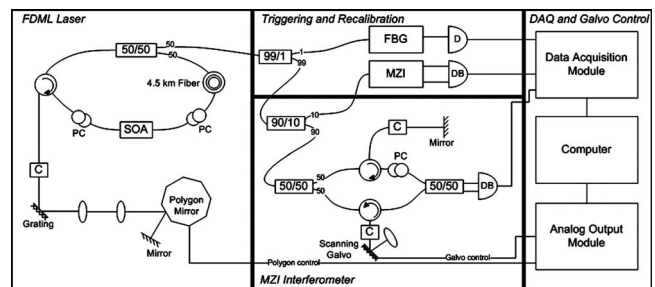 FDML Laser
Triggering and Recalibration
DAQ and Galvo Control
50/50
50
50
4.5 km Fiber
PC
SOA
PC
C
Grating
Mirror
Polygon
Mirror
99/1
1
99
FBG
D
MZI
DB
90/10
10
90
C
Mirror
PC
50/50
50
50
50/50
DB
C
Scanning
Galvo
Polygon control
Galvo control
MZI Interferometer
Data Acquisition
Module
Computer
Analog Output
Module